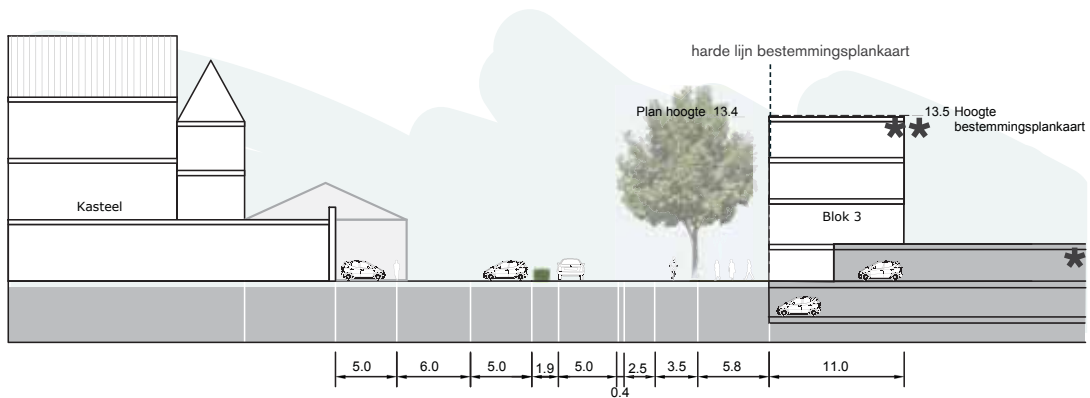 harde lijn bestemmingsplankaart
Plan hoogte 13.4
13.5 Hoogte
bestemmingsplankaart
Kasteel
Blok 3
5.0 6.0 5.0 1.9 5.0 2.5 3.5 5.8 11.0
0.4